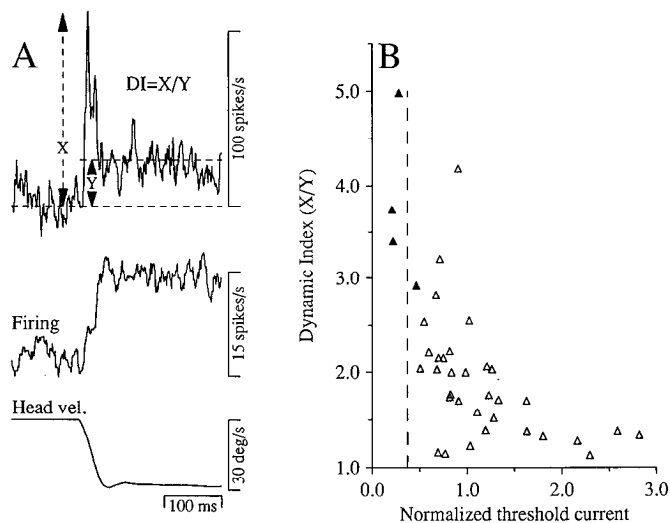 A
DI=X/Y
X
Y
100 spikes/s
Firing
15 spikes/s
Head vel.
30 deg/s
100 ms
B
Dynamic Index (X/Y)
5.0
4.0
3.0
2.0
1.0
0.0 1.0 2.0 3.0
Normalized threshold current